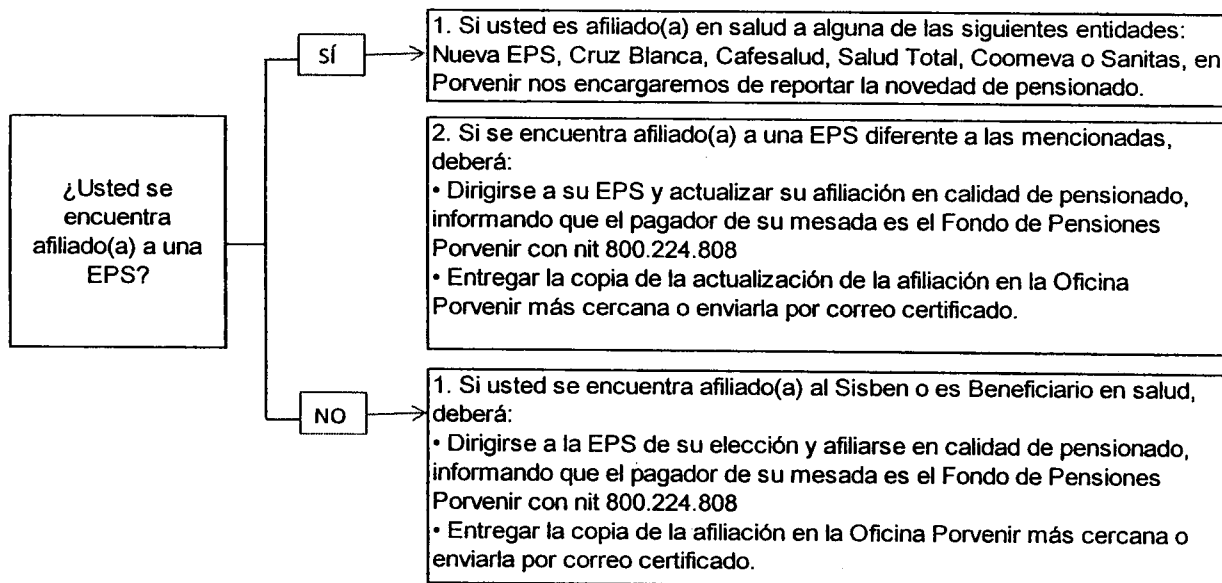 ¿Usted se
encuentra
afiliado(a) a una
EPS?
SÍ
1. Si usted es afiliado(a) en salud a alguna de las siguientes entidades:
Nueva EPS, Cruz Blanca, Cafesalud, Salud Total, Coomeva o Sanitas, en
Porvenir nos encargaremos de reportar la novedad de pensionado.
2. Si se encuentra afiliado(a) a una EPS diferente a las mencionadas,
deberá:
• Dirigirse a su EPS y actualizar su afiliación en calidad de pensionado,
informando que el pagador de su mesada es el Fondo de Pensiones
Porvenir con nit 800.224.808
• Entregar la copia de la actualización de la afiliación en la Oficina
Porvenir más cercana o enviarla por correo certificado.
NO
1. Si usted se encuentra afiliado(a) al Sisben o es Beneficiario en salud,
deberá:
• Dirigirse a la EPS de su elección y afiliarse en calidad de pensionado,
informando que el pagador de su mesada es el Fondo de Pensiones
Porvenir con nit 800.224.808
• Entregar la copia de la afiliación en la Oficina Porvenir más cercana o
enviarla por correo certificado.